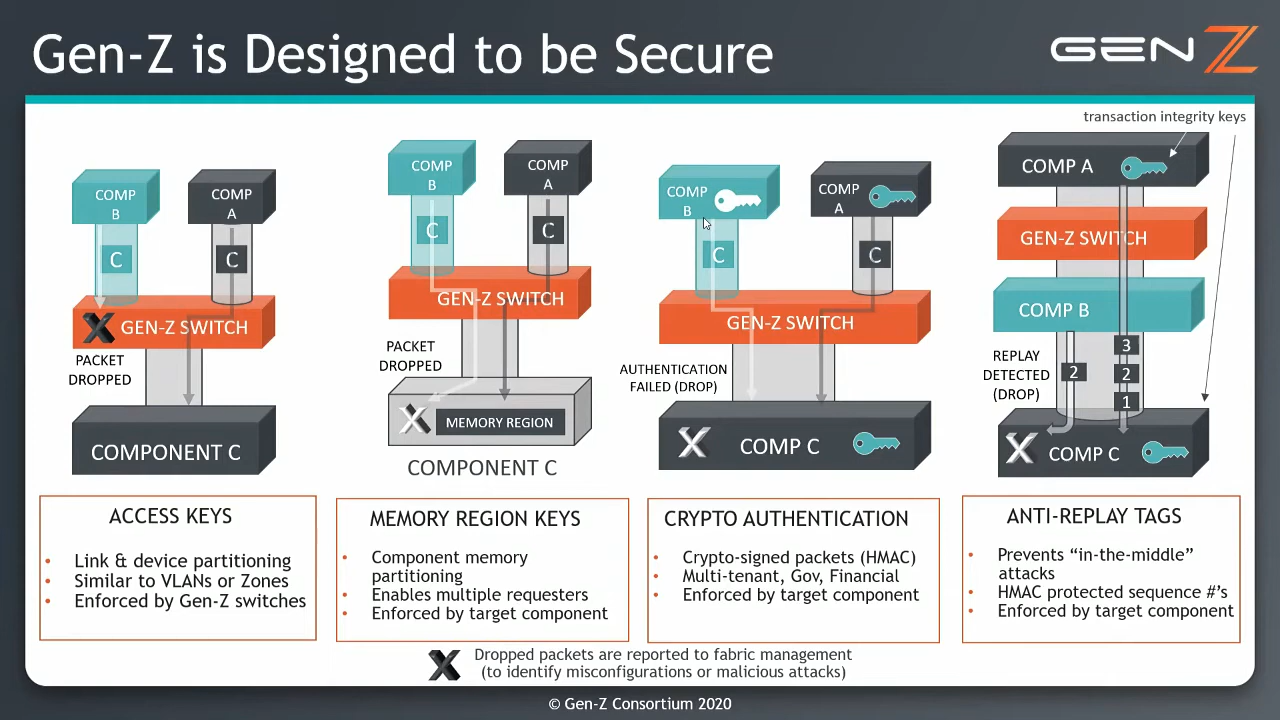 Gen-Z is Designed to be Secure
GEN Z
transaction integrity keys
COMP
B
COMP
A
C
C
GEN-Z SWITCH
PACKET
DROPPED
COMPONENT C
COMP
B
COMP
A
C
C
GEN-Z SWITCH
PACKET
DROPPED
MEMORY REGION
COMPONENT C
COMP
B
COMP
A
C
C
GEN-Z SWITCH
AUTHENTICATION
FAILED (DROP)
COMP C
COMP A
GEN-Z SWITCH
COMP B
REPLAY
DETECTED
(DROP)
2
3
2
1
COMP C
ACCESS KEYS
• Link & device partitioning
• Similar to VLANs or Zones
• Enforced by Gen-Z switches
MEMORY REGION KEYS
• Component memory
partitioning
• Enables multiple requesters
• Enforced by target component
CRYPTO AUTHENTICATION
• Crypto-signed packets (HMAC)
• Multi-tenant, Gov, Financial
• Enforced by target component
ANTI-REPLAY TAGS
• Prevents “in-the-middle”
attacks
• HMAC protected sequence #’s
• Enforced by target component
Dropped packets are reported to fabric management
(to identify misconfigurations or malicious attacks)
© Gen-Z Consortium 2020